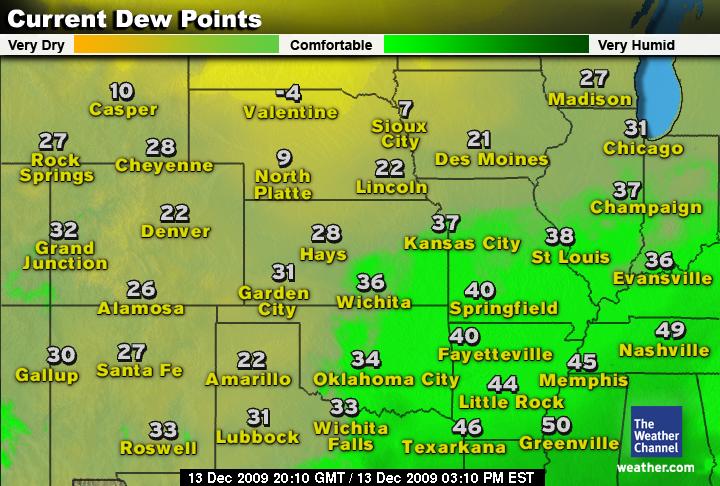 Current Dew Points
Very Dry
Comfortable
Very Humid
10
Casper
-4
Valentine
7
Sioux
City
27
Madison
27
Rock
Springs
28
Cheyenne
9
North
Platte
22
Lincoln
21
Des Moines
31
Chicago
32
Grand
Junction
22
Denver
28
Hays
37
Kansas City
38
St Louis
37
Champaign
26
Alamosa
31
Garden
City
36
Wichita
40
Springfield
36
Evansville
30
Gallup
27
Santa Fe
22
Amarillo
34
Oklahoma City
40
Fayetteville
44
Little Rock
45
Memphis
49
Nashville
33
Roswell
31
Lubbock
33
Wichita
Falls
46
Texarkana
50
Greenville
The
Weather
Channel
weather.com
13 Dec 2009 20:10 GMT / 13 Dec 2009 03:10 PM EST